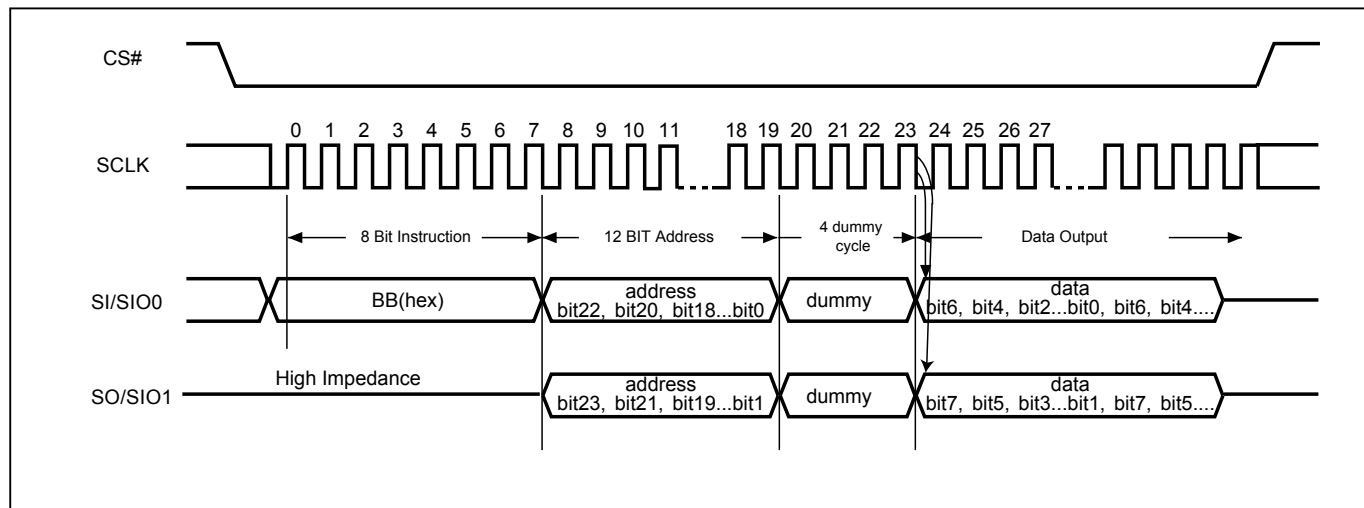 CS#
0 1 2 3 4 5 6 7 8 9 10 11 18 19 20 21 22 23 24 25 26 27
SCLK
8 Bit Instruction
12 BIT Address
4 dummy
cycle
Data Output
SI/SIO0
BB(hex)
address
bit22, bit20, bit18...bit0
dummy
data
bit6, bit4, bit2...bit0, bit6, bit4....
High Impedance
SO/SIO1
address
bit23, bit21, bit19...bit1
dummy
data
bit7, bit5, bit3...bit1, bit7, bit5....